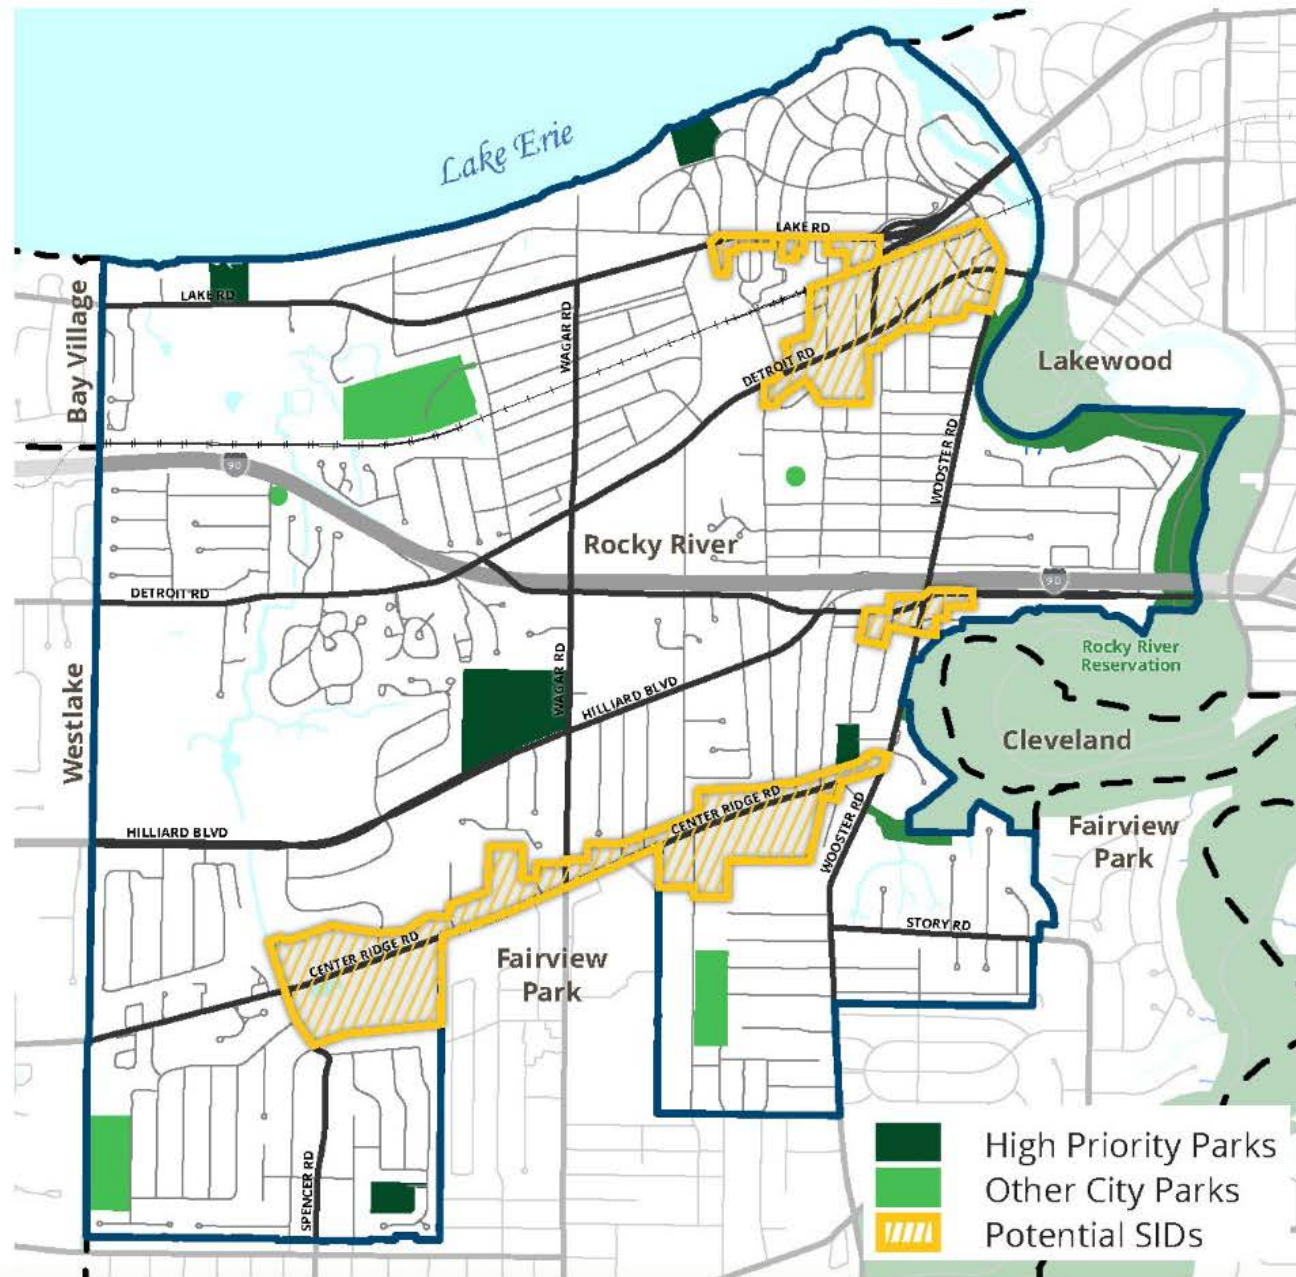 Lake Erie
LAKE RD
LAKE RD
Bay Village
WAGAR RD
DETROIT RD
Lakewood
WOOSTER RD
90
Rocky River
90
DETROIT RD
Rocky River
Reservation
Westlake
WAGAR RD
HILLIARD BLVD
Cleveland
CENTER RIDGE RD
HILLIARD BLVD
WOOSTER RD
Fairview
Park
STORY RD
CENTER RIDGE RD
Fairview
Park
SPENCER RD
High Priority Parks
Other City Parks
Potential SIDs